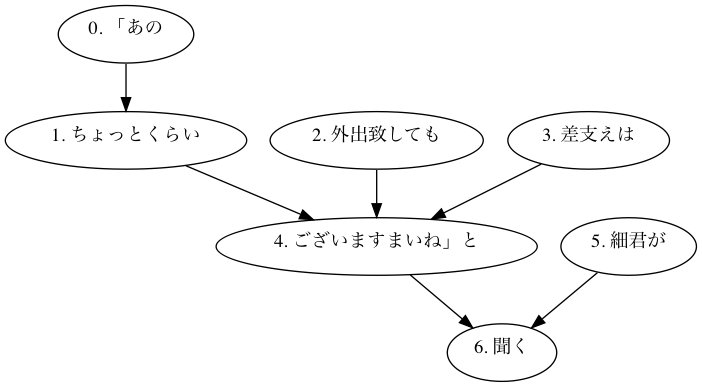 0. 「あの
1. ちょっとくらい
2. 外出致しても
3. 差支えは
4. ございますまいね」と
5. 細君が
6. 聞く